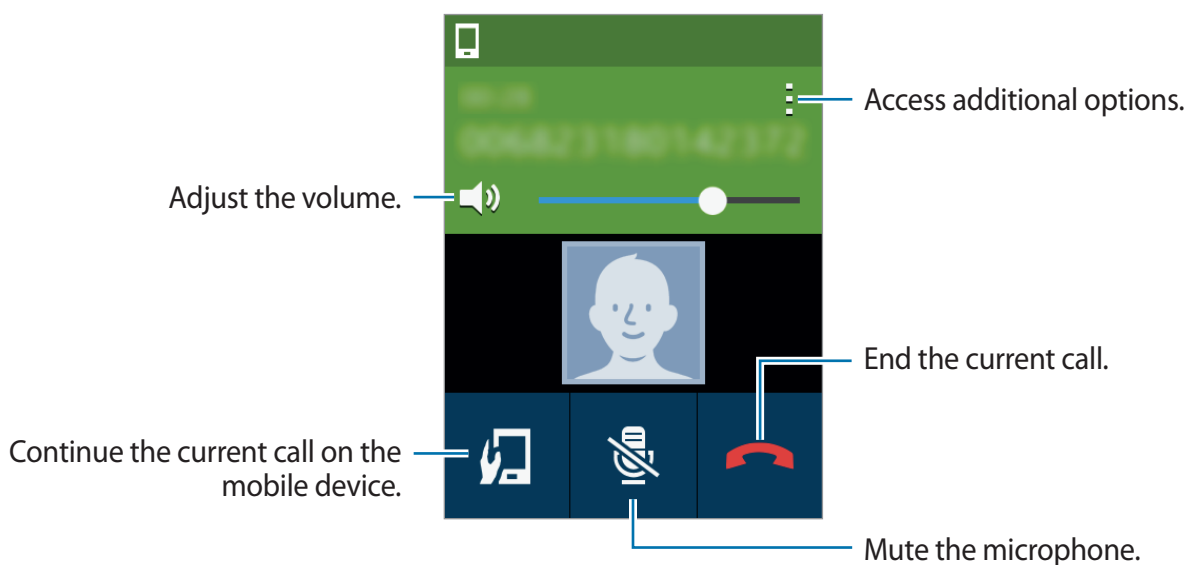 Access additional options.
Adjust the volume.
End the current call.
Continue the current call on the
mobile device.
Mute the microphone.